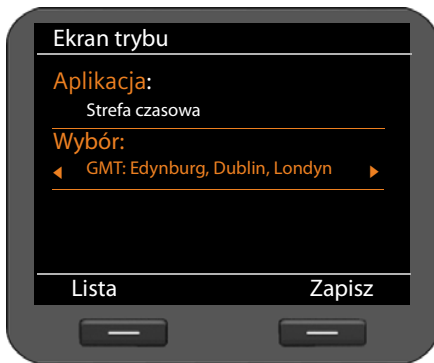 Ekran trybu
Aplikacja:
Strefa czasowa
Wybór:
GMT: Edynburg, Dublin, Londyn
Lista Zapisz